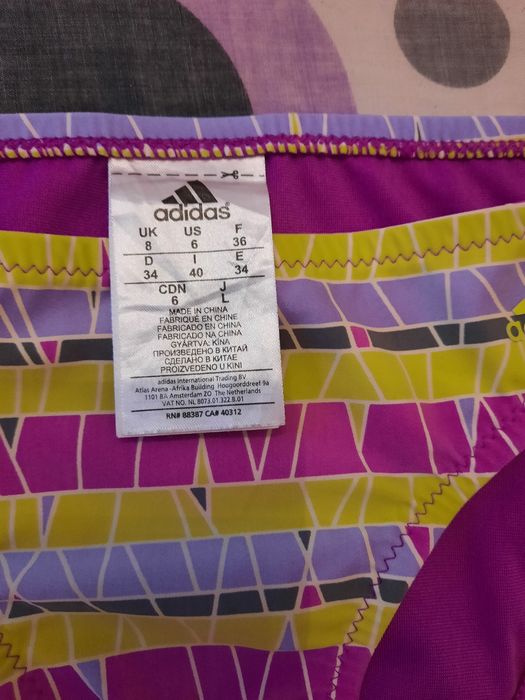 adidas
UK US F
8 6 36
D I E
34 40 34
CDN J
6 L
MADE IN CHINA
FABRIQUÉ EN CHINE
FABRICADO EN CHINA
FABRICADO NA CHINA
GYÁRTVA: KÍNA
ПРОИЗВЕДЕНО В КИТАЙ
СДЕЛАНО В КИТАЕ
PROIZVEDENO U KINI
adidas International Trading BV
Atlas Arena -Afrika Building Hoogoorddreef 9a
1101 BA Amsterdam ZO The Netherlands
VAT NO. NL 8073.01.322.B.01
RN# 88387 CA# 40312